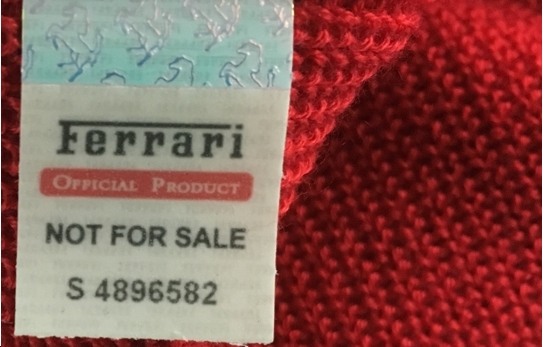 Ferrari
OFFICIAL PRODUCT
NOT FOR SALE
S 4896582